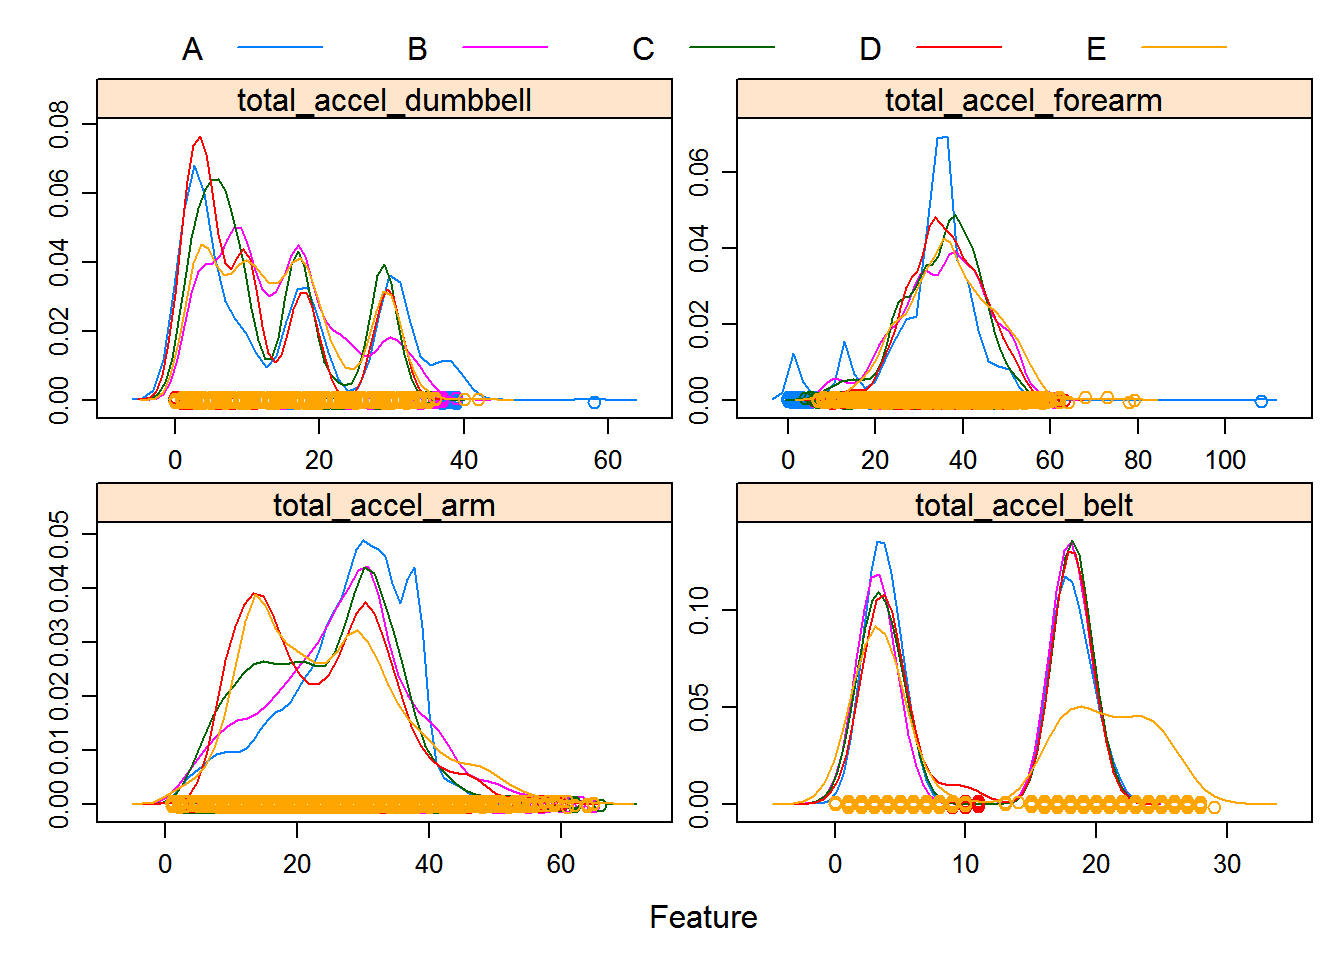 A B C D E
total_accel_dumbbell total_accel_forearm
0.00 0.02 0.04 0.06 0.08
0 20 40 60
0.00 0.02 0.04 0.06
0 20 40 60 80 100
total_accel_arm total_accel_belt
0.00 0.01 0.02 0.03 0.04 0.05
0 20 40 60
0.00 0.05 0.10
0 10 20 30
Feature